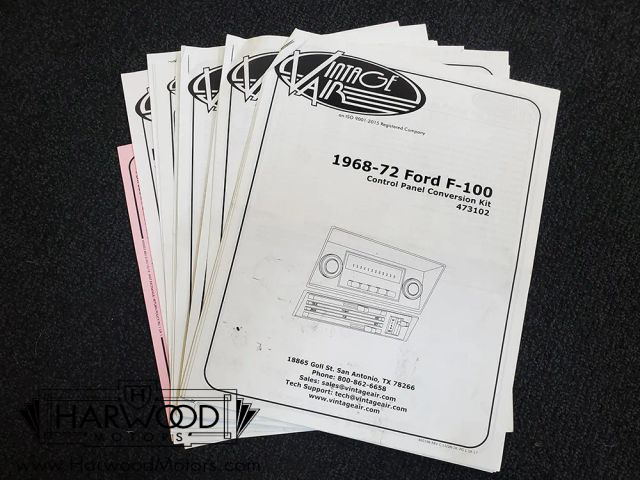 VINTAGE
AIR
an ISO 9001:2015 Registered Company
1968-72 Ford F-100
Control Panel Conversion Kit
473102
18865 Goll St. San Antonio, TX 78266
Phone: 800-862-6658
Sales: sales@vintageair.com
Tech Support: tech@vintageair.com
www.vintageair.com
H
HARWOOD
MOTORS
www.HarwoodMotors.com